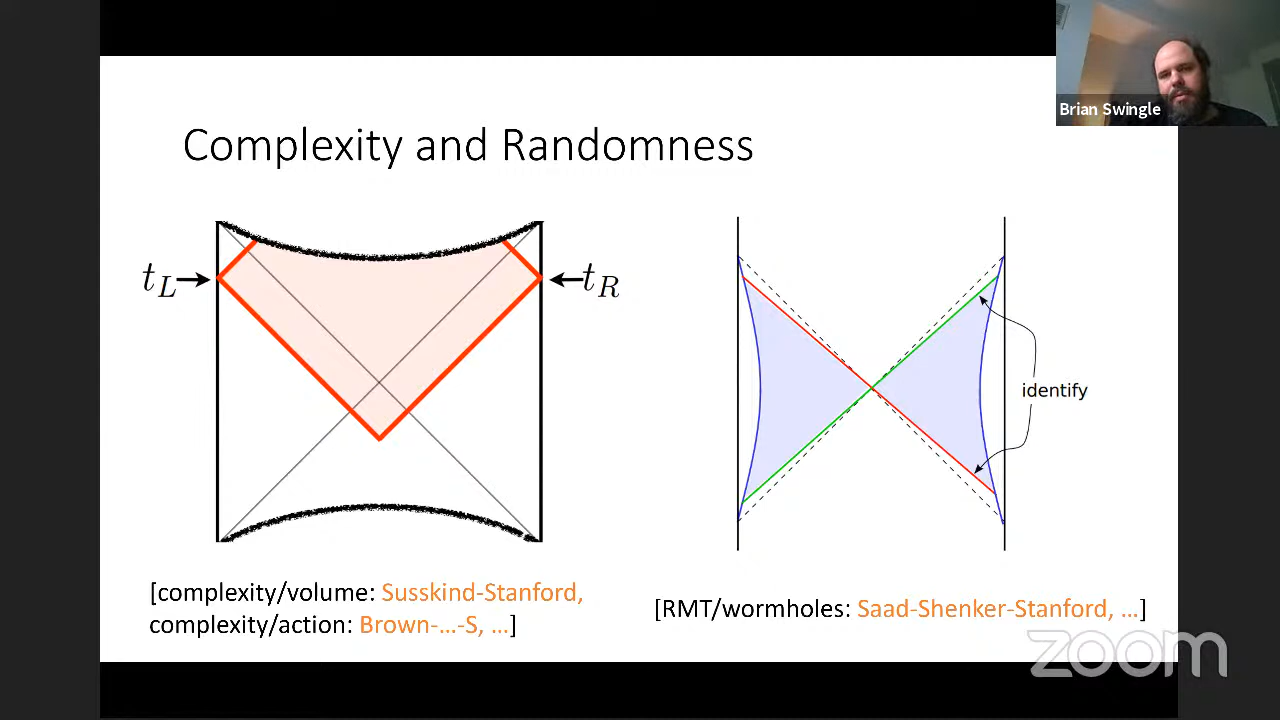 Brian Swingle
Complexity and Randomness
t_L
t_R
identify
[complexity/volume: Susskind-Stanford,
complexity/action: Brown-...-S, ...]
[RMT/wormholes: Saad-Shenker-Stanford, ...]
zoom